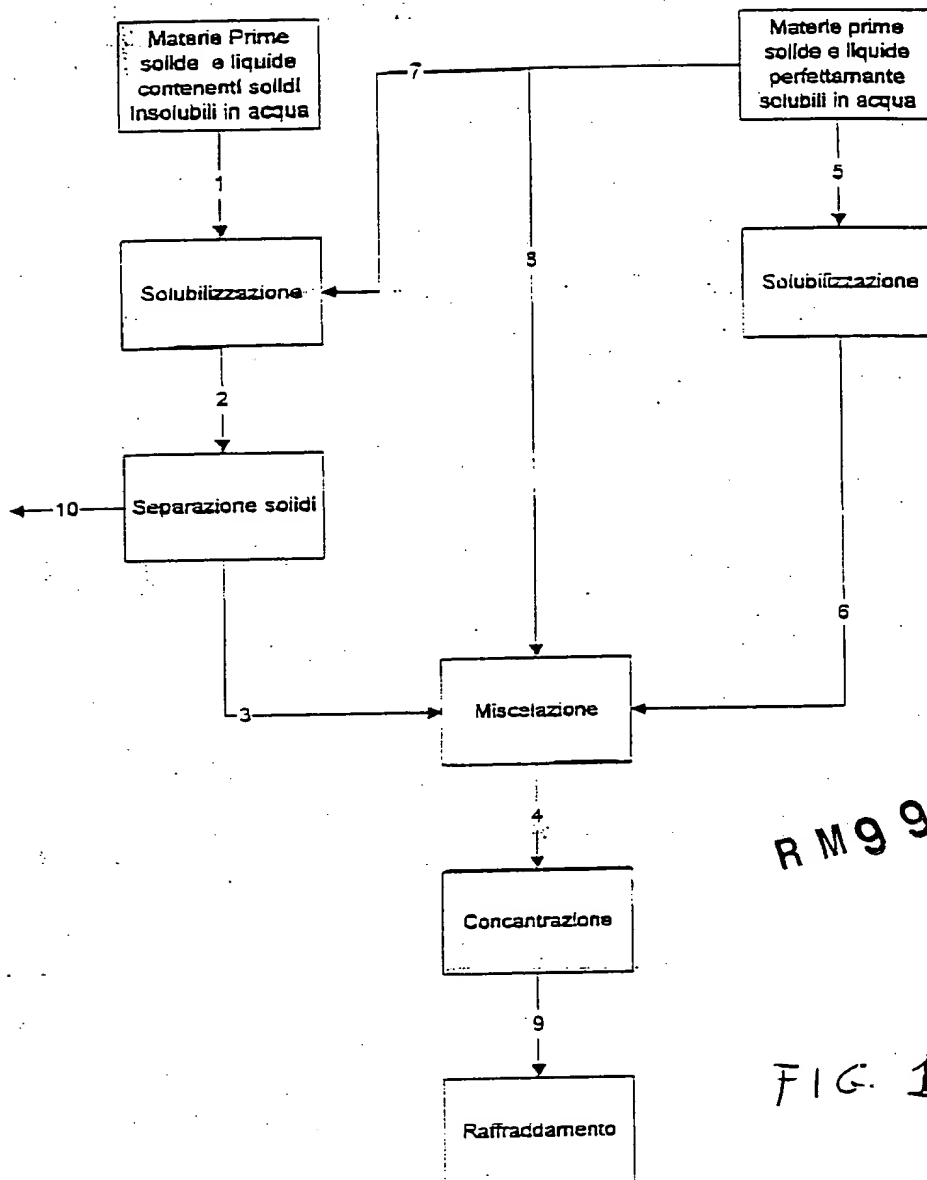 Materie Prime
solide e liquide
contenenti solidi
insolubili in acqua
Materie prime
solide e liquide
perfettamante
solubili in acqua
7
1
5
8
Solubilizzazione
Solubilizzazione
2
Separazione solidi
10
6
3
Miscelazione
4
RM99
Concantrazione
9
FIG. 1
Raffraddamento